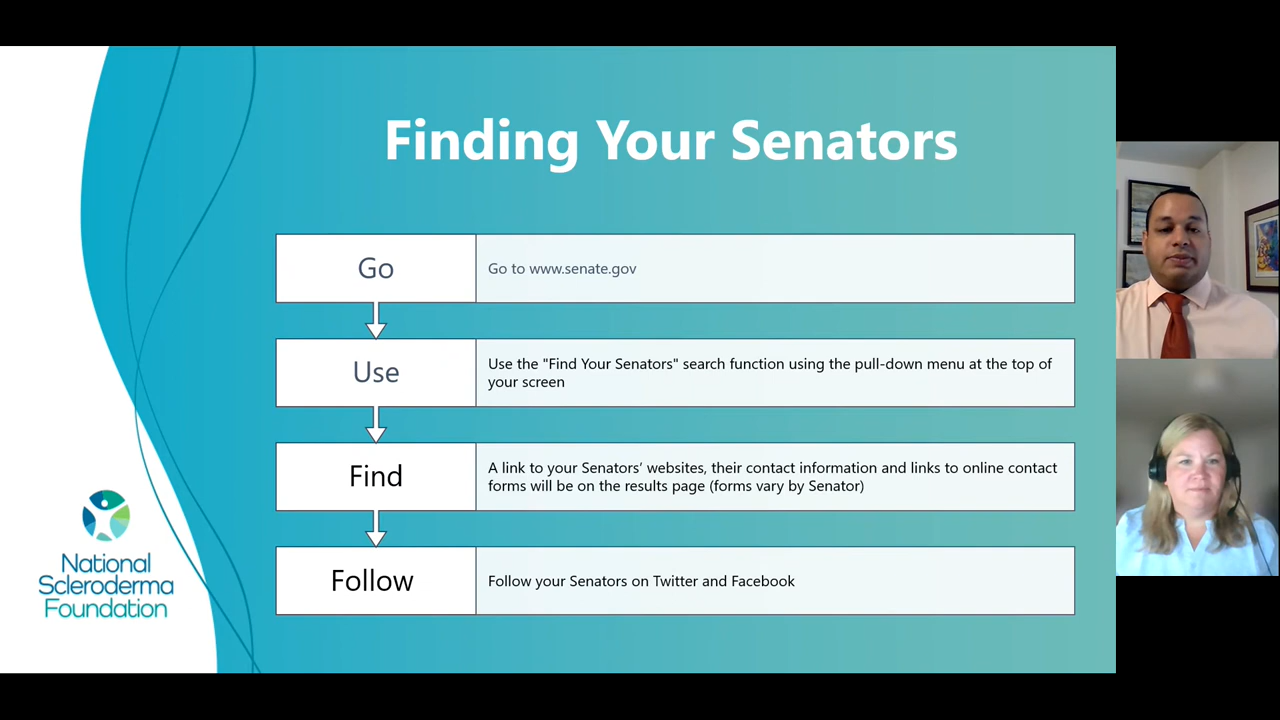 Finding Your Senators
Go
Go to www.senate.gov
Use
Use the "Find Your Senators" search function using the pull-down menu at the top of
your screen
Find
A link to your Senators’ websites, their contact information and links to online contact
forms will be on the results page (forms vary by Senator)
Follow
Follow your Senators on Twitter and Facebook
National
Scleroderma
Foundation